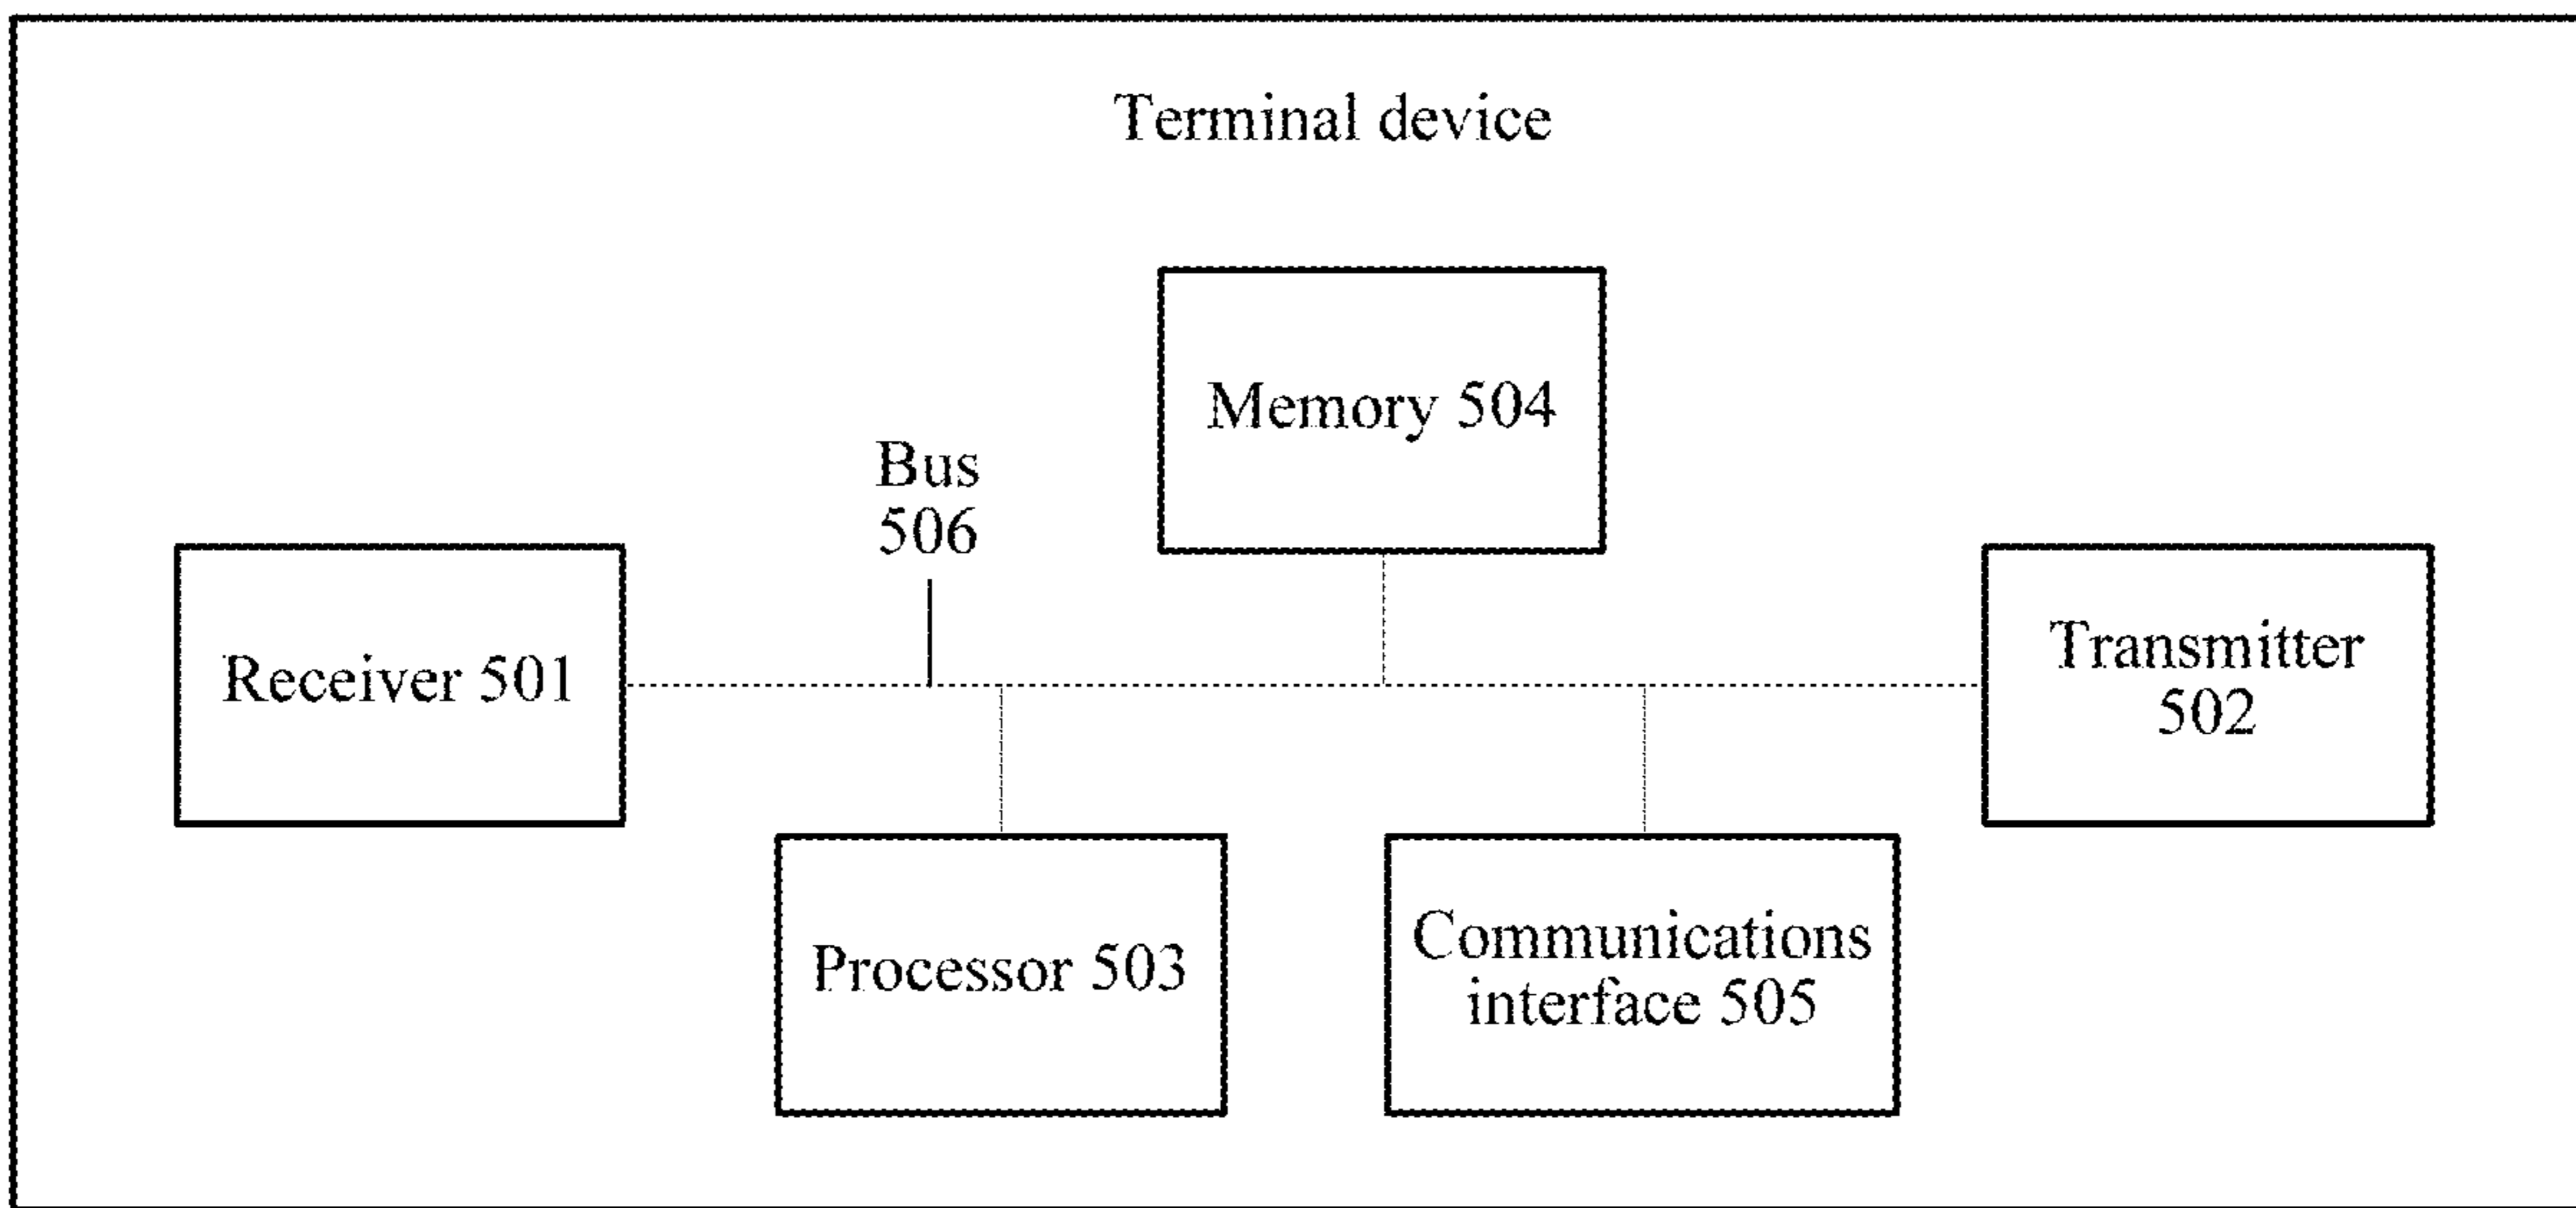 Terminal device
Memory 504
Bus
506
Receiver 501
Transmitter
502
Processor 503
Communications
interface 505